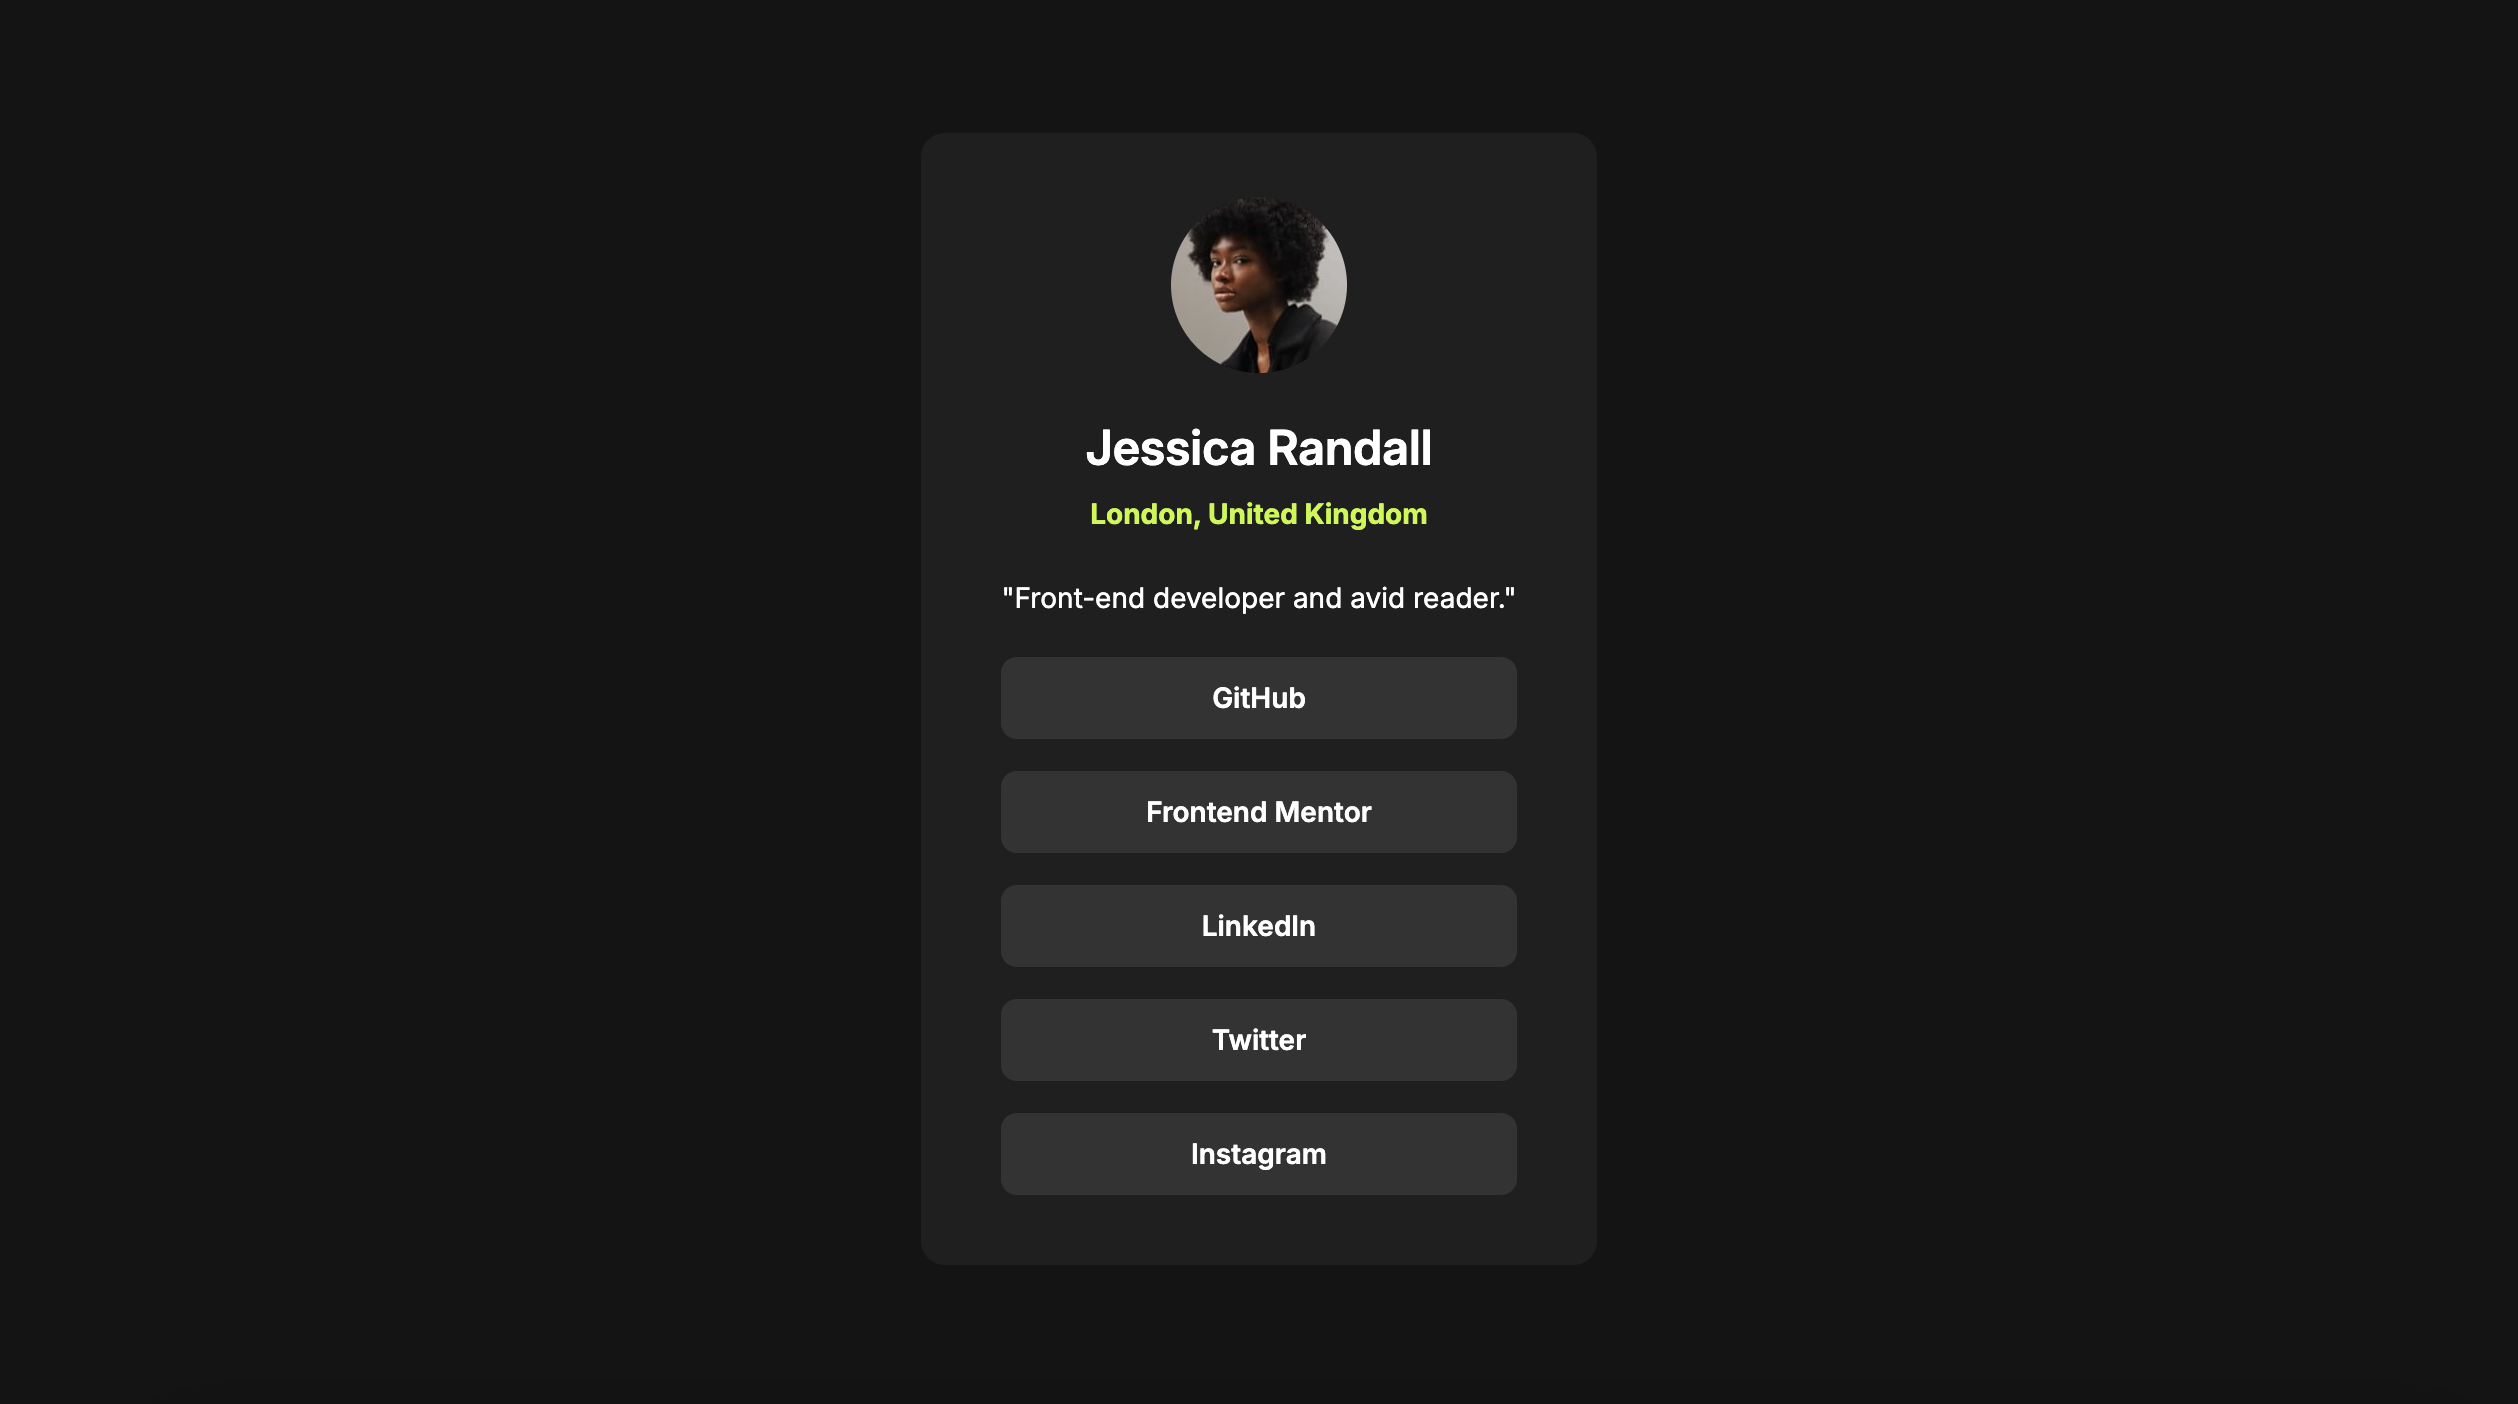 Jessica Randall
London, United Kingdom
"Front-end developer and avid reader."
GitHub
Frontend Mentor
LinkedIn
Twitter
Instagram